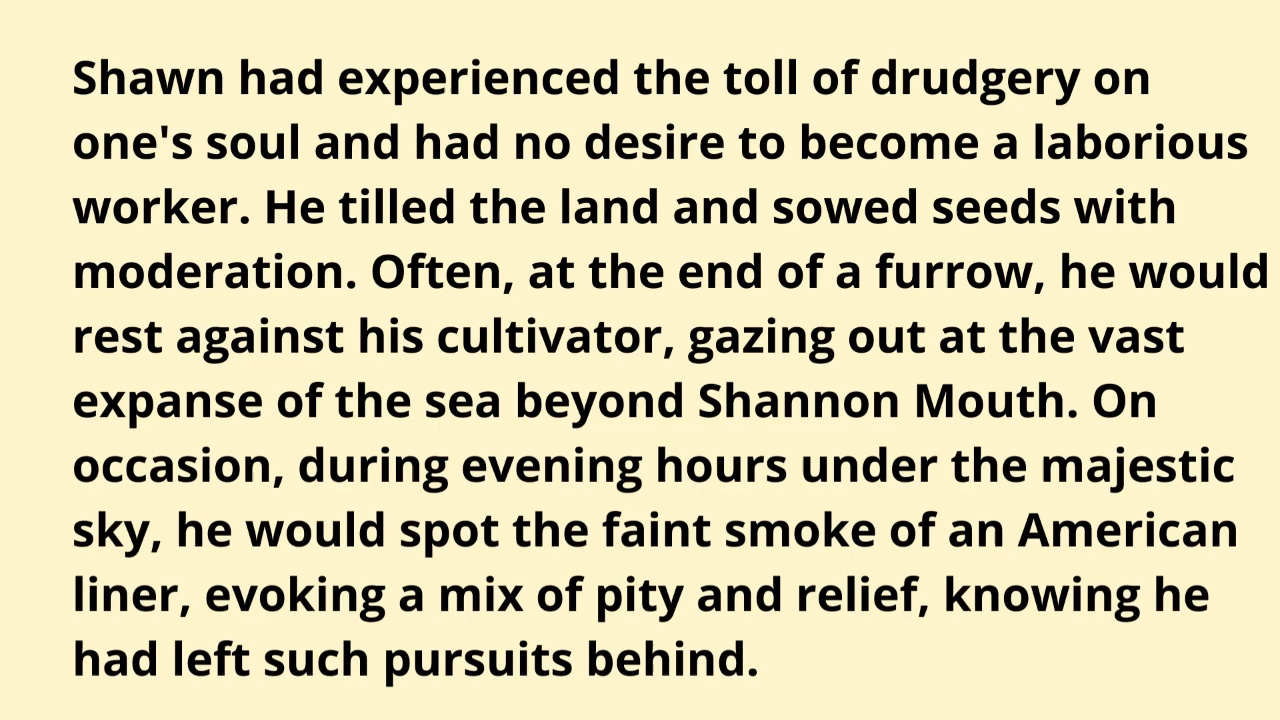 Shawn had experienced the toll of drudgery on
one's soul and had no desire to become a laborious
worker. He tilled the land and sowed seeds with
moderation. Often, at the end of a furrow, he would
rest against his cultivator, gazing out at the vast
expanse of the sea beyond Shannon Mouth. On
occasion, during evening hours under the majestic
sky, he would spot the faint smoke of an American
liner, evoking a mix of pity and relief, knowing he
had left such pursuits behind.